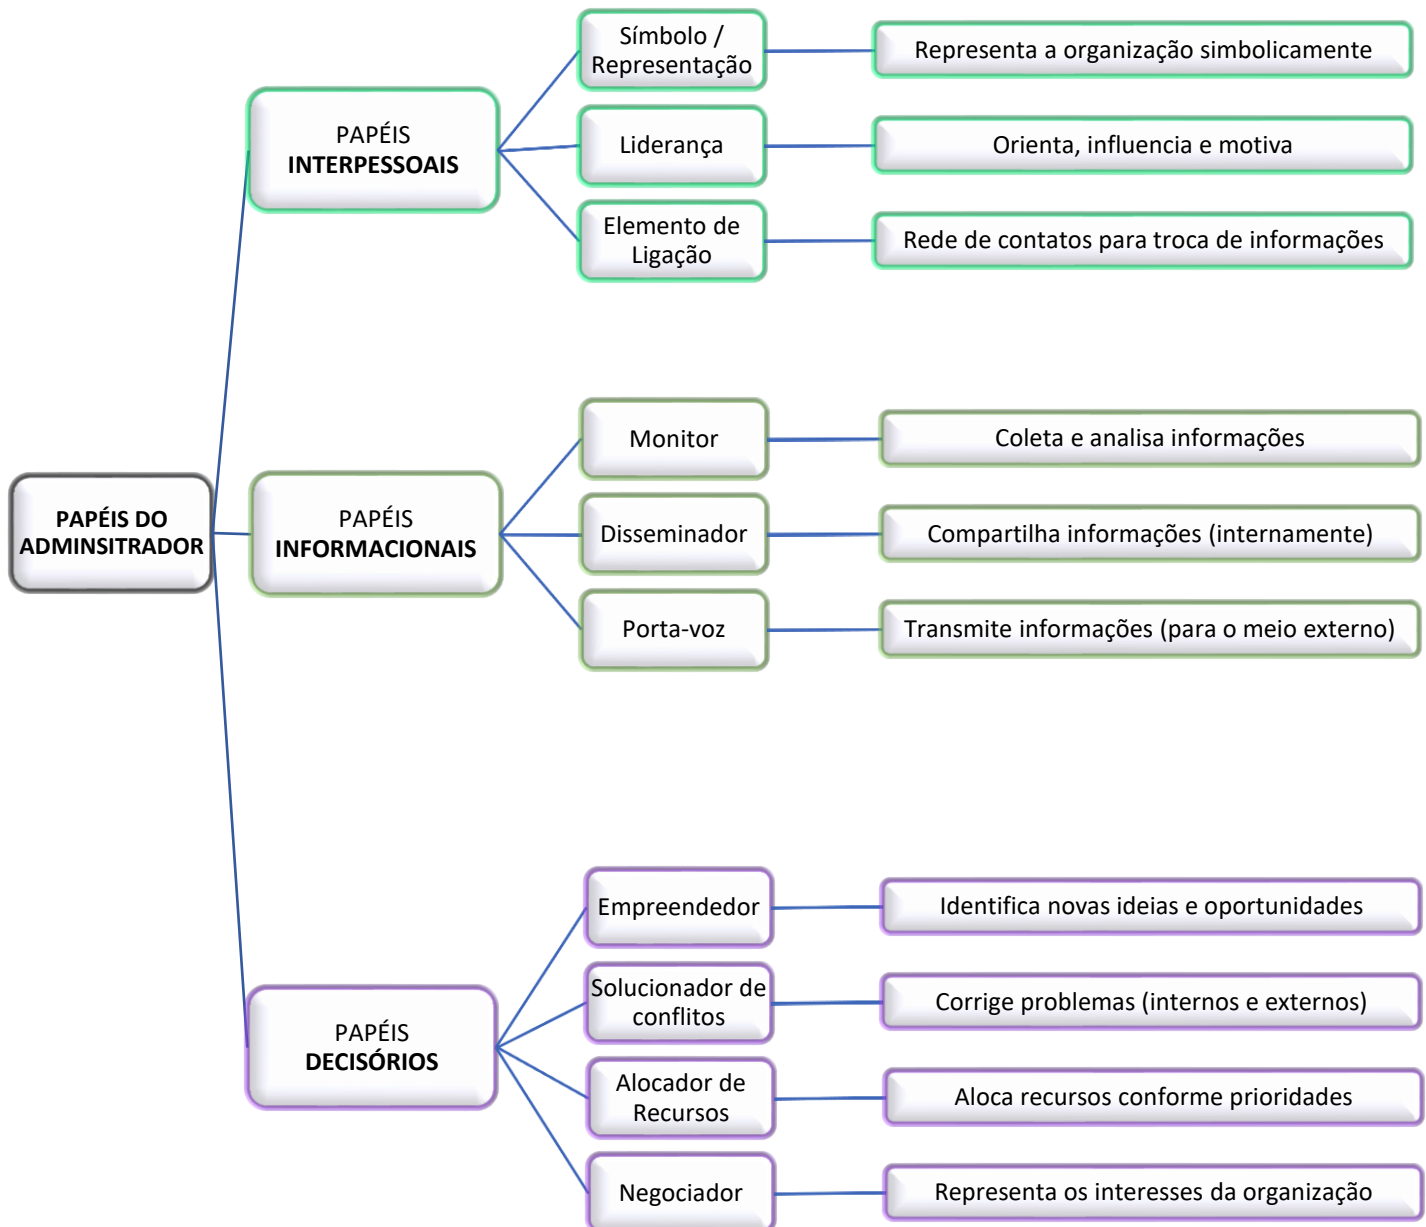 PAPÉIS DO
ADMINSITRADOR
PAPÉIS
INTERPESSOAIS
Símbolo /
Representação
Representa a organização simbolicamente
Liderança
Orienta, influencia e motiva
Elemento de
Ligação
Rede de contatos para troca de informações
PAPÉIS
INFORMACIONAIS
Monitor
Coleta e analisa informações
Disseminador
Compartilha informações (internamente)
Porta-voz
Transmite informações (para o meio externo)
PAPÉIS
DECISÓRIOS
Empreendedor
Identifica novas ideias e oportunidades
Solucionador de
conflitos
Corrige problemas (internos e externos)
Alocador de
Recursos
Aloca recursos conforme prioridades
Negociador
Representa os interesses da organização